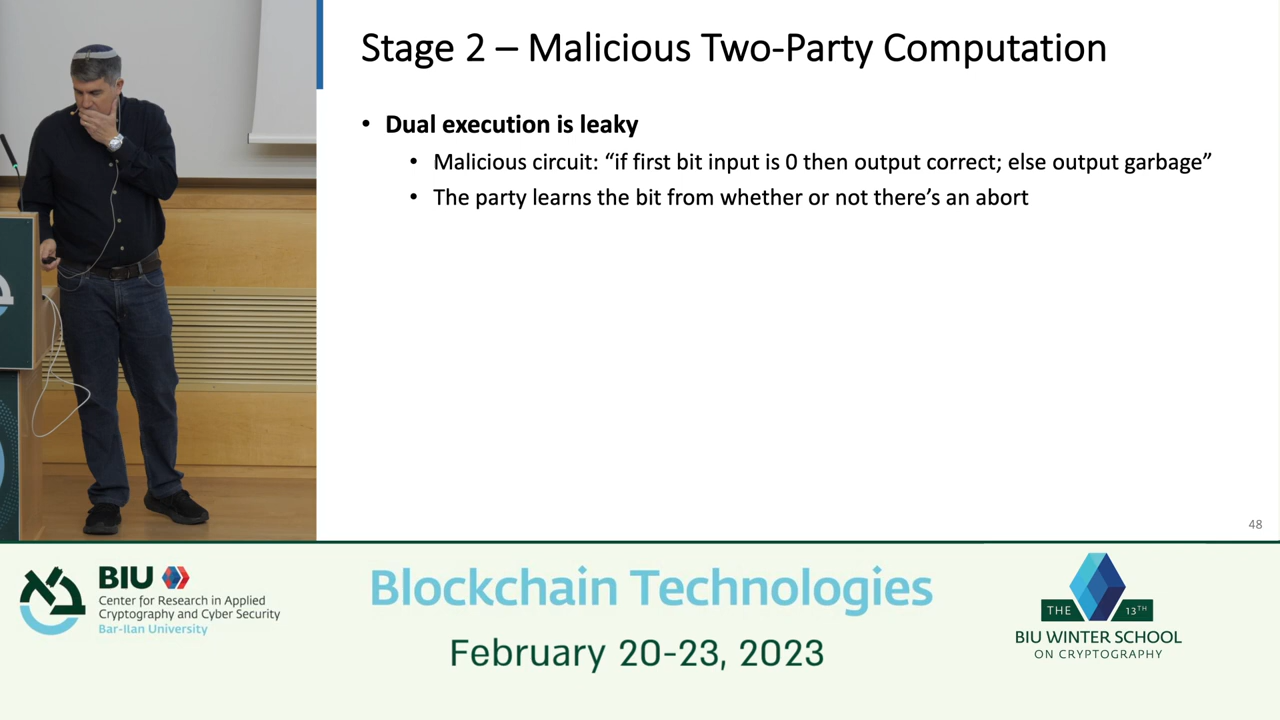 Stage 2 – Malicious Two-Party Computation
• Dual execution is leaky
• Malicious circuit: “if first bit input is 0 then output correct; else output garbage”
• The party learns the bit from whether or not there’s an abort
48
BIU
Center for Research in Applied
Cryptography and Cyber Security
Bar-Ilan University
Blockchain Technologies
February 20-23, 2023
THE 13TH
BIU WINTER SCHOOL
ON CRYPTOGRAPHY